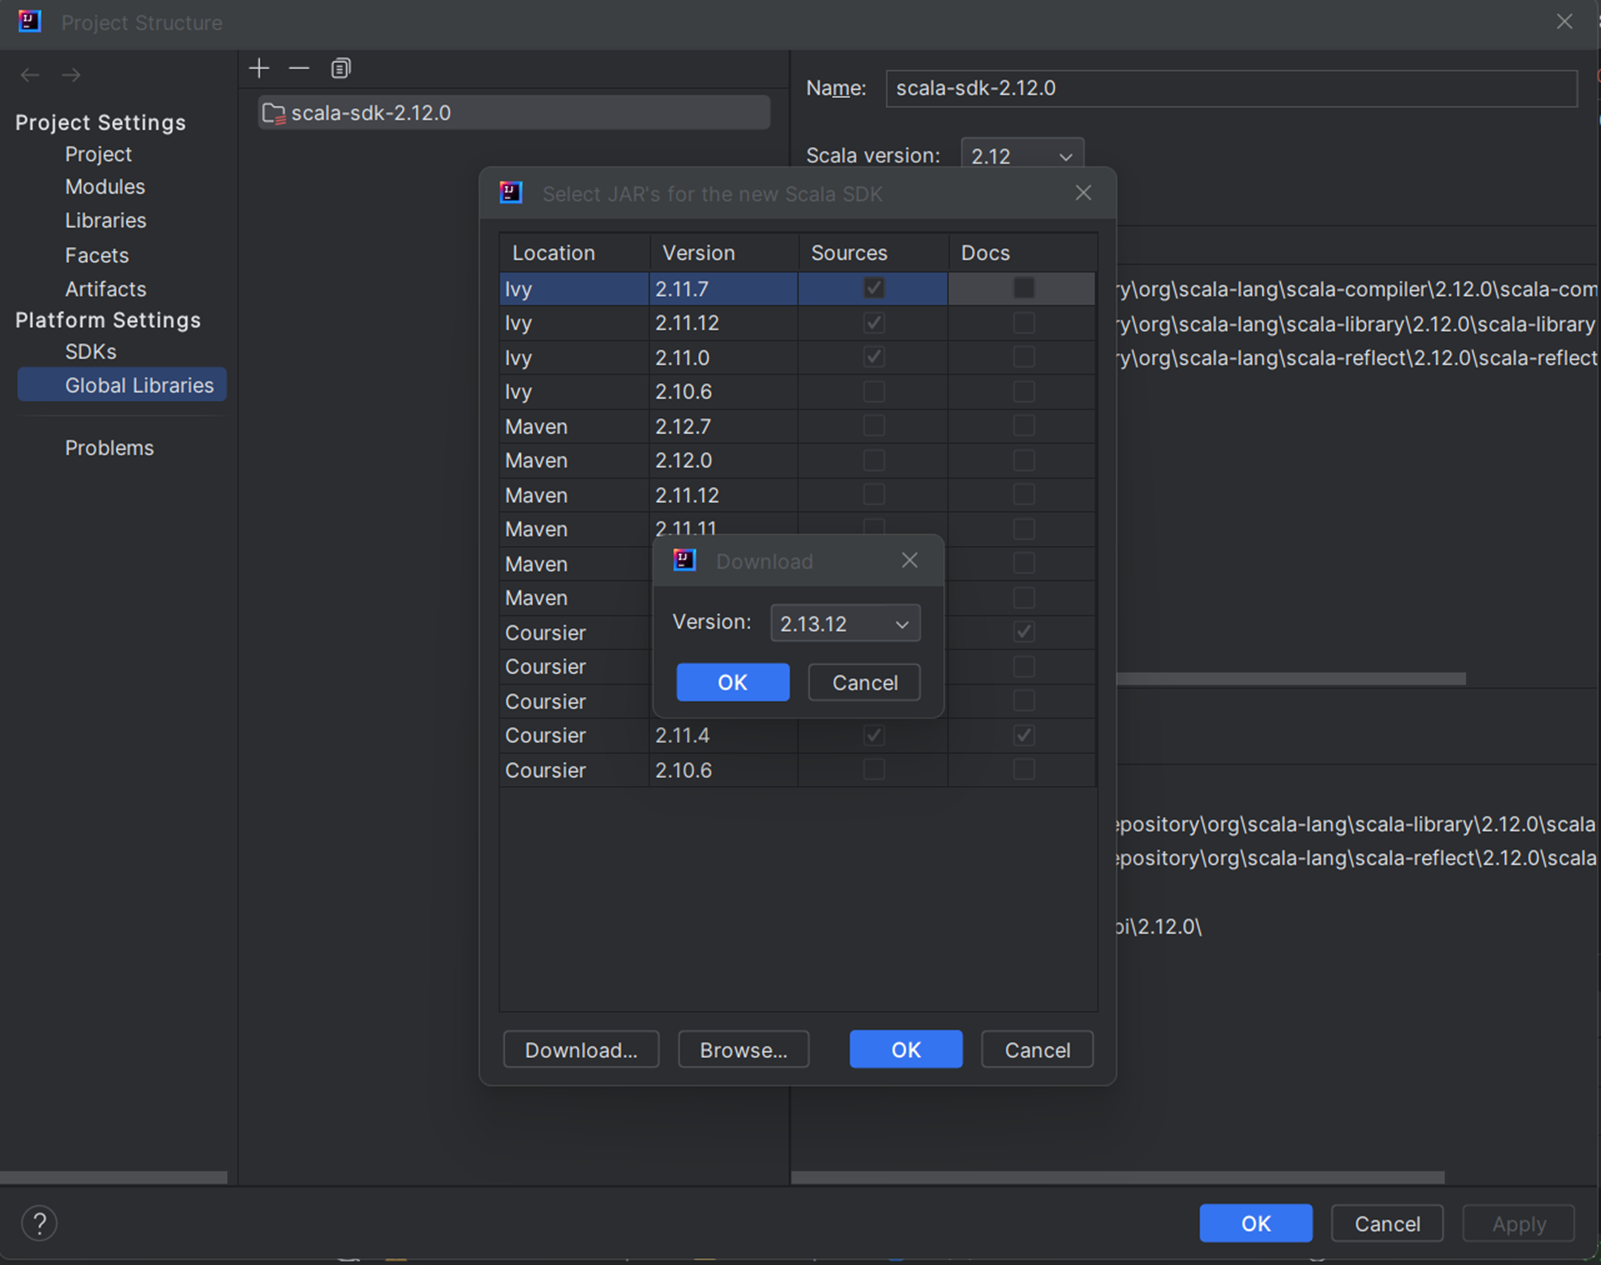 Project Structure
Project Settings
Project
Modules
Libraries
Facets
Artifacts
Platform Settings
SDKs
Global Libraries
Problems
scala-sdk-2.12.0
Name: scala-sdk-2.12.0
Scala version: 2.12
Select JAR's for the new Scala SDK
Location Version Sources Docs
Ivy 2.11.7
Ivy 2.11.12
Ivy 2.11.0
Ivy 2.10.6
Maven 2.12.7
Maven 2.12.0
Maven 2.11.12
Maven 2.11.11
Maven
Maven
Coursier
Coursier
Coursier
Coursier 2.11.4
Coursier 2.10.6
Download
Version: 2.13.12
OK Cancel
Download... Browse... OK Cancel
ry\org\scala-lang\scala-compiler\2.12.0\scala-com
ry\org\scala-lang\scala-library\2.12.0\scala-library
ry\org\scala-lang\scala-reflect\2.12.0\scala-reflect
epository\org\scala-lang\scala-library\2.12.0\scala
epository\org\scala-lang\scala-reflect\2.12.0\scala
pi\2.12.0\
? OK Cancel Apply